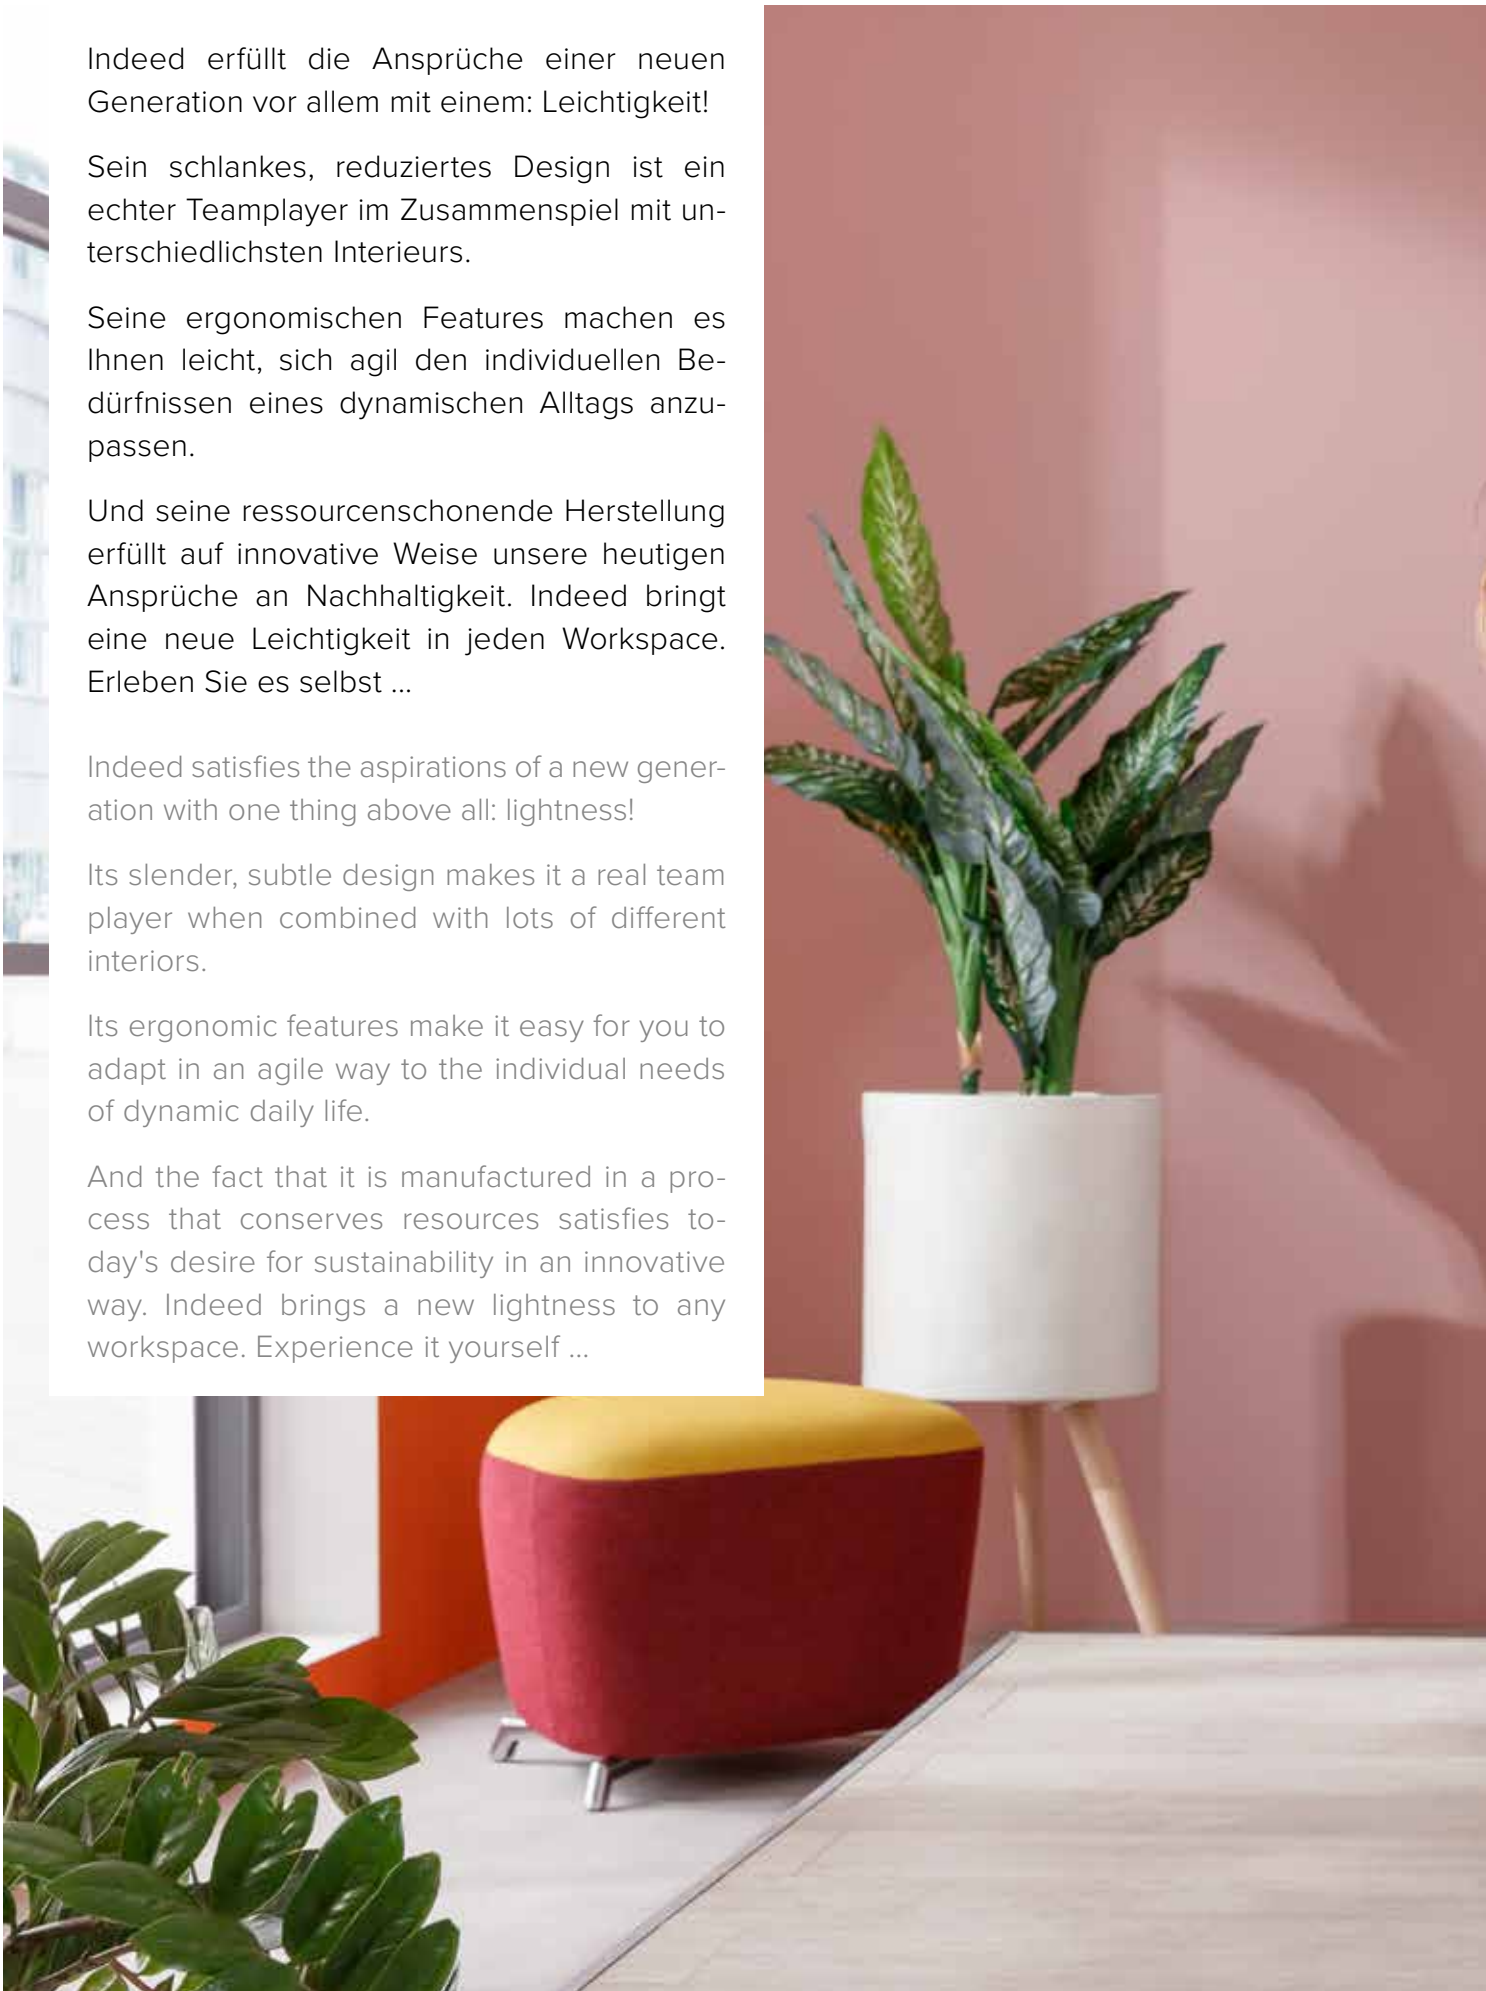 Indeed erfüllt die Ansprüche einer neuen
Generation vor allem mit einem: Leichtigkeit!
Sein schlankes, reduziertes Design ist ein
echter Teamplayer im Zusammenspiel mit un-
terschiedlichsten Interieurs.
Seine ergonomischen Features machen es
Ihnen leicht, sich agil den individuellen Be-
dürfnissen eines dynamischen Alltags anzu-
passen.
Und seine ressourcenschonende Herstellung
erfüllt auf innovative Weise unsere heutigen
Ansprüche an Nachhaltigkeit. Indeed bringt
eine neue Leichtigkeit in jeden Workspace.
Erleben Sie es selbst ...
Indeed satisfies the aspirations of a new gener-
ation with one thing above all: lightness!
Its slender, subtle design makes it a real team
player when combined with lots of different
interiors.
Its ergonomic features make it easy for you to
adapt in an agile way to the individual needs
of dynamic daily life.
And the fact that it is manufactured in a pro-
cess that conserves resources satisfies to-
day's desire for sustainability in an innovative
way. Indeed brings a new lightness to any
workspace. Experience it yourself ...